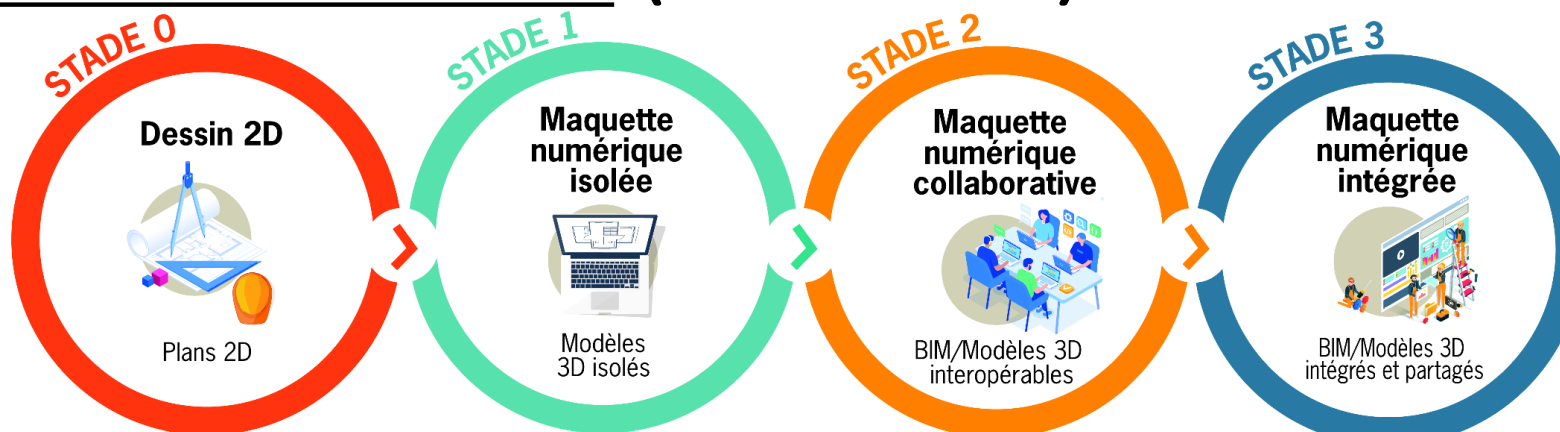 STADE 0
Dessin 2D
Plans 2D
STADE 1
Maquette
numérique
isolée
Modèles
3D isolés
STADE 2
Maquette
numérique
collaborative
BIM/Modèles 3D
interopérables
STADE 3
Maquette
numérique
intégrée
BIM/Modèles 3D
intégrés et partagés